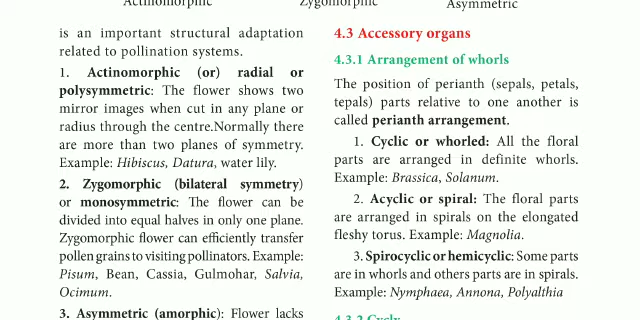 Actinomorphic Zygomorphic Asymmetric
is an important structural adaptation
related to pollination systems.
1. Actinomorphic (or) radial or
polysymmetric: The flower shows two
mirror images when cut in any plane or
radius through the centre.Normally there
are more than two planes of symmetry.
Example: Hibiscus, Datura, water lily.
2. Zygomorphic (bilateral symmetry)
or monosymmetric: The flower can be
divided into equal halves in only one plane.
Zygomorphic flower can efficiently transfer
pollen grains to visiting pollinators. Example:
Pisum, Bean, Cassia, Gulmohar, Salvia,
Ocimum.
3. Asymmetric (amorphic): Flower lacks
4.3 Accessory organs
4.3.1 Arrangement of whorls
The position of perianth (sepals, petals,
tepals) parts relative to one another is
called perianth arrangement.
1. Cyclic or whorled: All the floral
parts are arranged in definite whorls.
Example: Brassica, Solanum.
2. Acyclic or spiral: The floral parts
are arranged in spirals on the elongated
fleshy torus. Example: Magnolia.
3. Spirocyclic or hemicyclic: Some parts
are in whorls and others parts are in spirals.
Example: Nymphaea, Annona, Polyalthia
4.3.2 Cycly